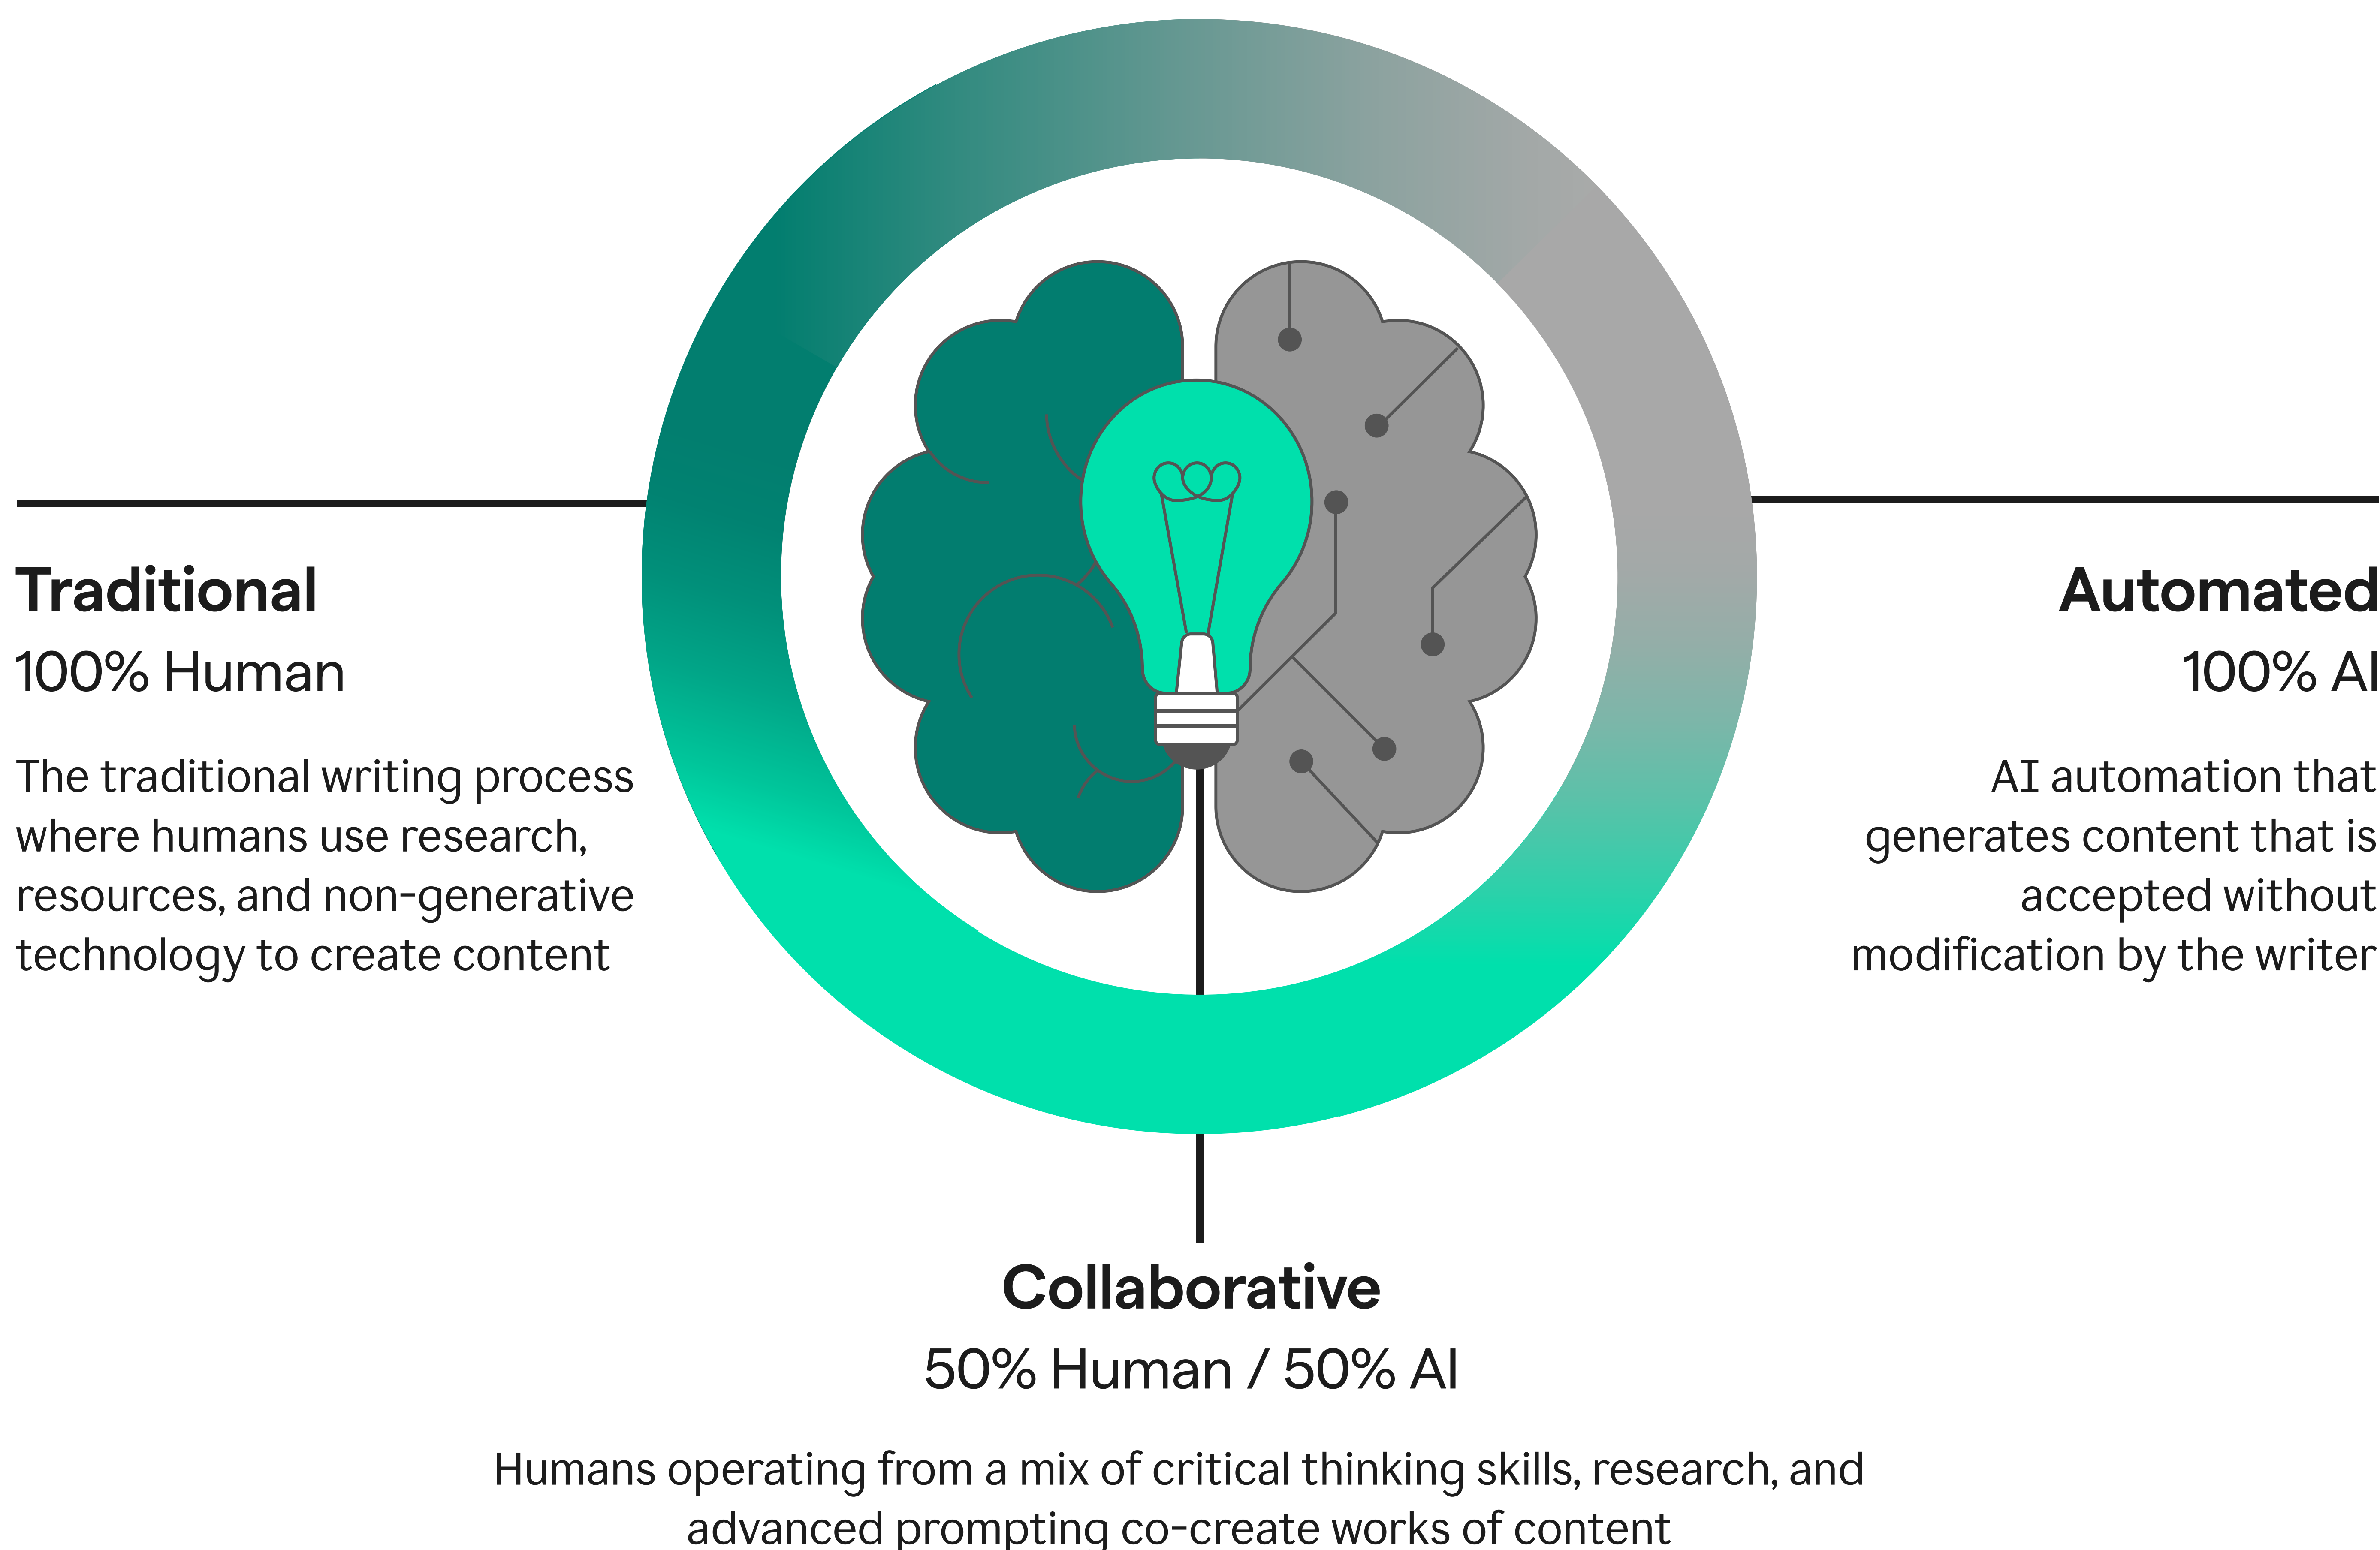 Traditional
100% Human
The traditional writing process
where humans use research,
resources, and non-generative
technology to create content
Automated
100% AI
AI automation that
generates content that is
accepted without
modification by the writer
Collaborative
50% Human / 50% AI
Humans operating from a mix of critical thinking skills, research, and
advanced prompting co-create works of content